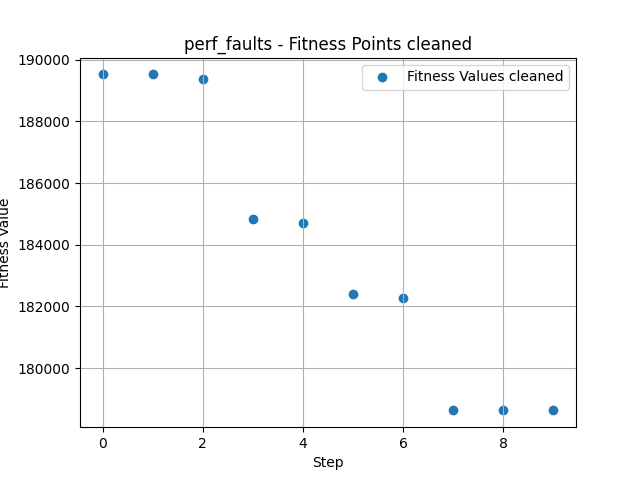 perf_faults - Fitness Points cleaned
Fitness Values cleaned
190000
188000
186000
184000
182000
180000
Fitness Value
0 2 4 6 8
Step